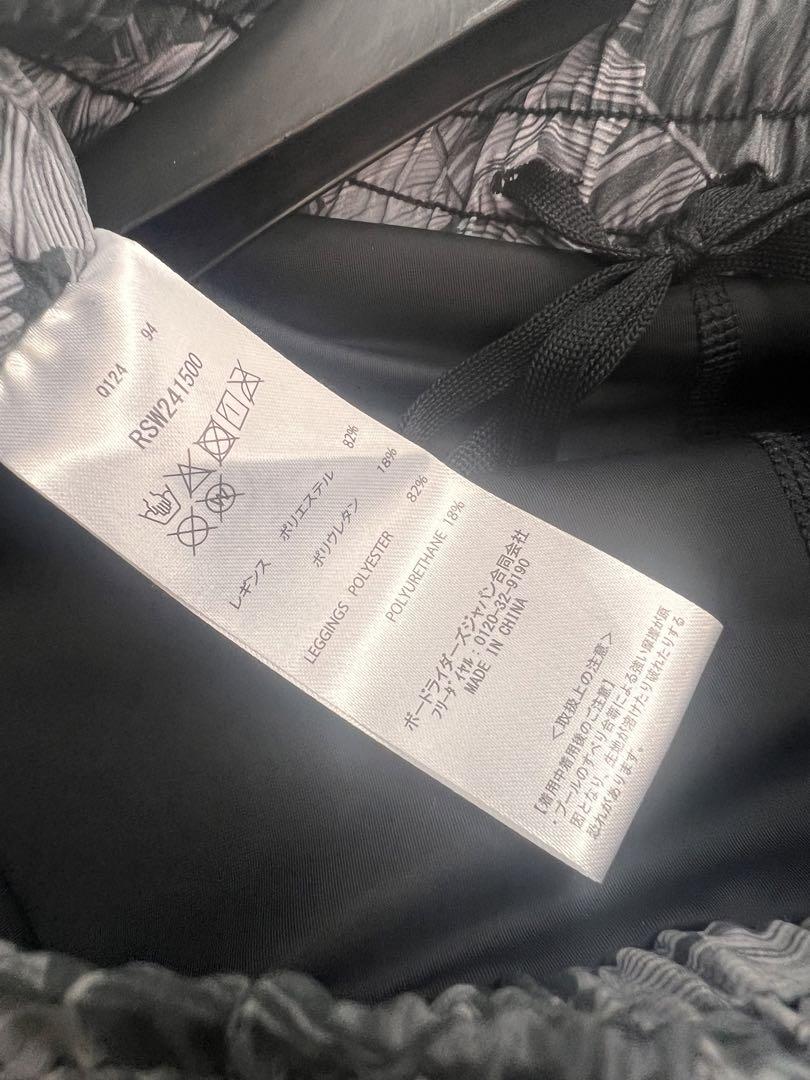 0124 94
RSW241500
レギンス ポリエステル 82%
ポリウレタン 18%
LEGGINGS POLYESTER 82%
POLYURETHANE 18%
ボードライダーズジャパン合同会社
フリーダイヤル:0120-32-9190
MADE IN CHINA
<取扱上の注意>
【着用中着用後のご注意】
・プールのすべり台等による強い摩擦が原
因となり、生地が溶けたり破れたりする
恐れがあります。